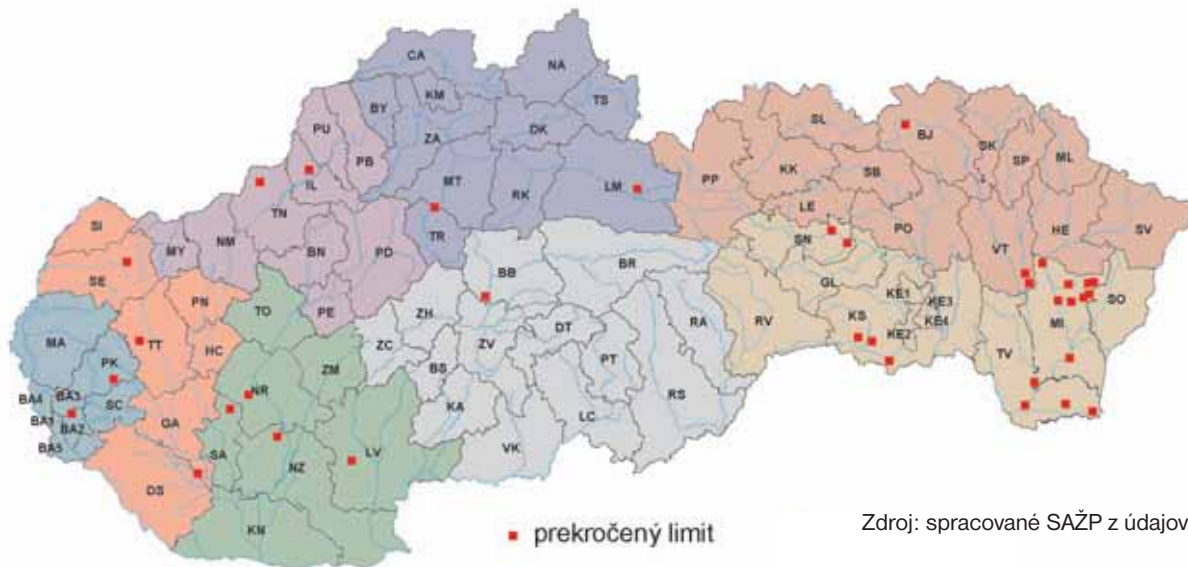 CA
NA
KM
BY
TS
PU
DK
ZA
PB
SL
BJ
SK
SP
ML
IL
MT
RK
LM
PP
KK
SB
TN
LE
PO
SI
TR
SN
HE
SV
MY
NM
BN
PD
VT
SE
BB
BR
GL
PN
PE
KE1
KE3
SO
TO
ZH
RA
RV
KS
MA
PK
TT
HC
ZC
DT
KE2
KE4
MI
ZM
BS
ZV
PT
TV
BA4
BA3
SC
NR
KA
RS
BA1
BA2
GA
LC
BA5
SA
VK
LV
DS
NZ
KN
prekročený limit
Zdroj: spracované SAŽP z údajov